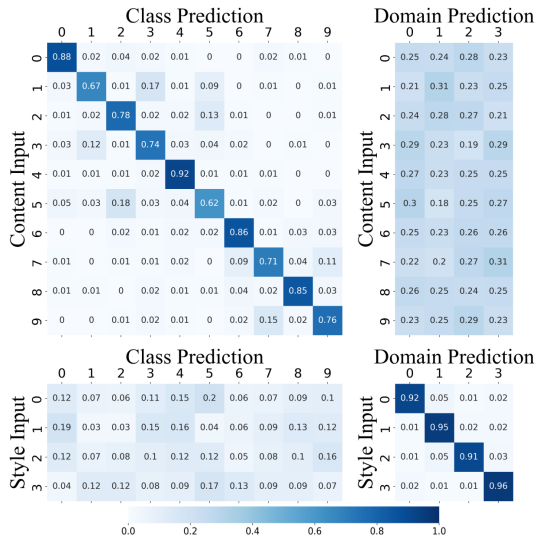 Class Prediction Domain Prediction
0 1 2 3 4 5 6 7 8 9 0 1 2 3
Content Input
0 0.88 0.02 0.04 0.02 0.01 0 0.02 0.01 0.01 0 0.25 0.24 0.28 0.23
1 0.03 0.67 0.01 0.17 0.01 0.09 0.01 0 0.01 0 0.21 0.31 0.23 0.25
2 0.01 0.02 0.78 0.02 0.02 0.13 0.01 0.01 0 0 0.24 0.28 0.27 0.21
3 0.03 0.12 0.01 0.74 0.03 0.04 0.02 0 0.01 0 0.29 0.23 0.19 0.29
4 0.01 0.01 0.01 0.02 0.92 0.02 0.01 0 0 0 0.27 0.23 0.25 0.25
5 0.05 0.03 0.18 0.03 0.04 0.62 0.01 0.02 0 0.03 0.3 0.18 0.25 0.27
6 0 0 0.02 0.02 0.01 0.02 0.86 0.01 0.03 0.03 0.25 0.23 0.26 0.26
7 0 0 0.01 0.02 0.01 0 0.09 0.71 0.04 0.11 0.22 0.2 0.27 0.31
8 0.01 0.01 0 0.02 0.01 0.01 0.04 0.02 0.85 0.03 0.26 0.25 0.24 0.25
9 0 0 0.01 0.02 0.01 0.01 0.02 0.15 0.02 0.76 0.23 0.25 0.29 0.23
Class Prediction Domain Prediction
0 1 2 3 4 5 6 7 8 9 0 1 2 3
Style Input
0 0.12 0.07 0.06 0.11 0.15 0.2 0.06 0.07 0.09 0.1 0.92 0.05 0.01 0.02
1 0.19 0.03 0.03 0.15 0.16 0.04 0.06 0.09 0.13 0.12 0.01 0.95 0.02 0.02
2 0.12 0.07 0.08 0.1 0.12 0.12 0.05 0.08 0.1 0.16 0.01 0.05 0.91 0.03
3 0.04 0.12 0.12 0.08 0.09 0.17 0.13 0.09 0.09 0.07 0.02 0.01 0.01 0.96
0.0 0.2 0.4 0.6 0.8 1.0